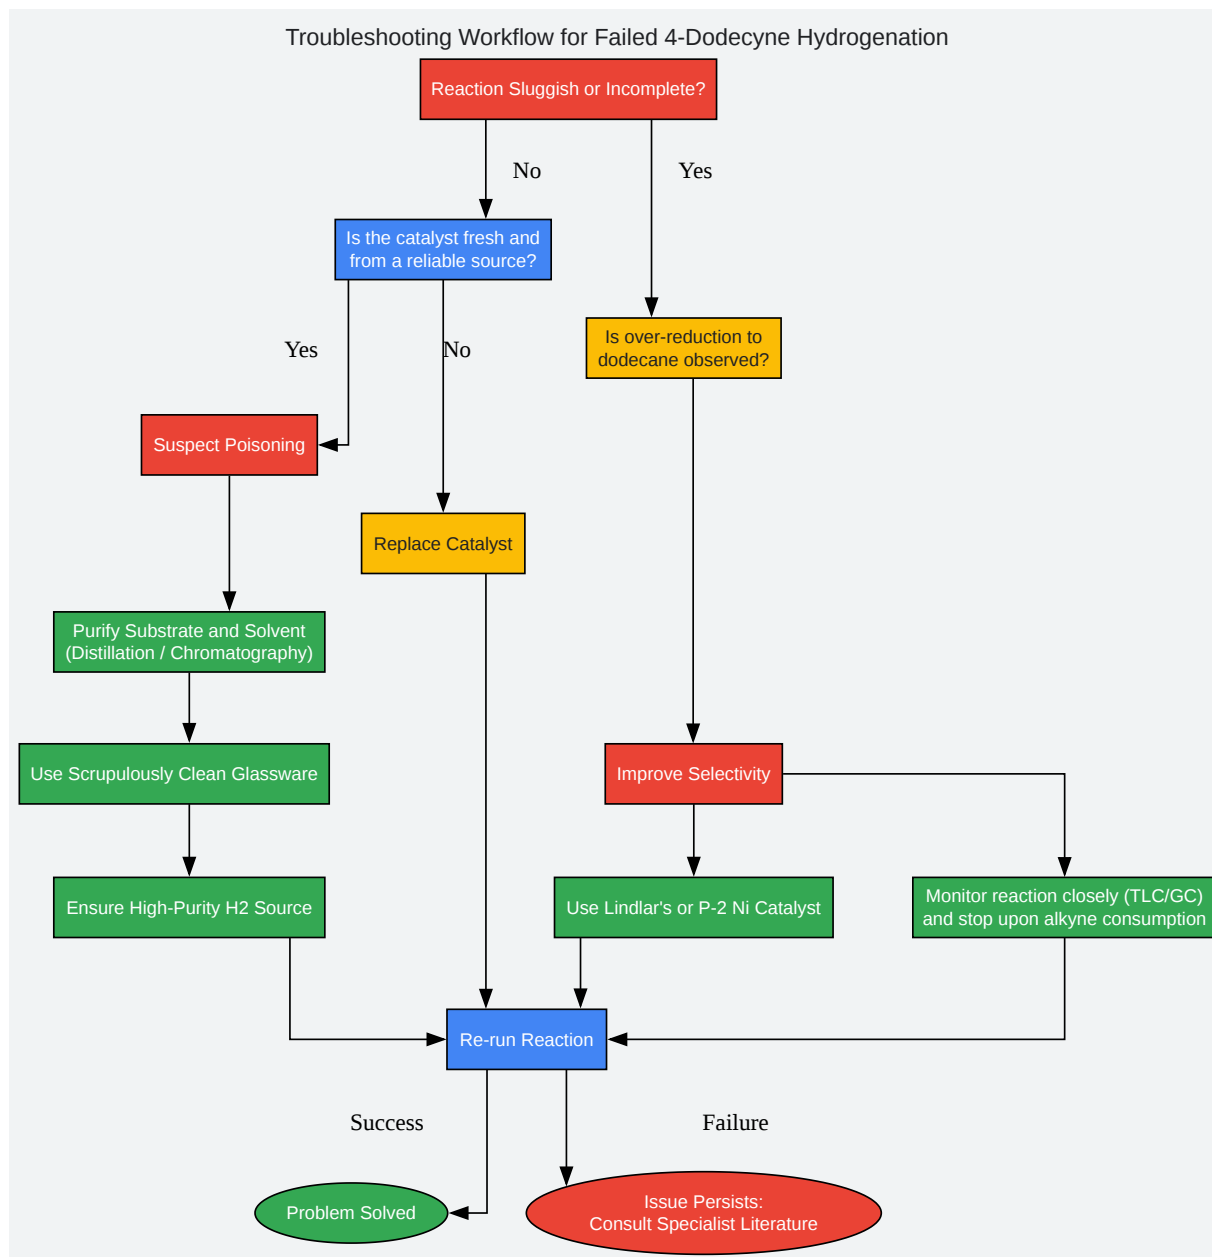 Troubleshooting Workflow for Failed 4-Dodecyne Hydrogenation
Reaction Sluggish or Incomplete?
No
Yes
Is the catalyst fresh and
from a reliable source?
Is over-reduction to
dodecane observed?
Yes
No
Suspect Poisoning
Replace Catalyst
Purify Substrate and Solvent
(Distillation / Chromatography)
Use Scrupulously Clean Glassware
Improve Selectivity
Ensure High-Purity H2 Source
Use Lindlar's or P-2 Ni Catalyst
Monitor reaction closely (TLC/GC)
and stop upon alkyne consumption
Re-run Reaction
Success
Failure
Problem Solved
Issue Persists:
Consult Specialist Literature